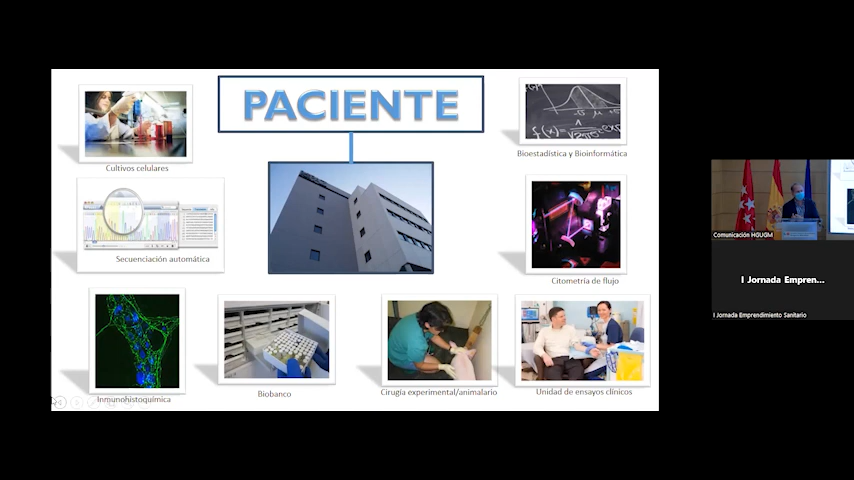 PACIENTE
Cultivos celulares
Bioestadística y Bioinformática
Secuenciación automática
Citometría de flujo
Inmunohistoquímica
Biobanco
Cirugía experimental/animalario
Unidad de ensayos clínicos
Comunicación HGUGM
I Jornada Empren...
I Jornada Emprendimiento Sanitario